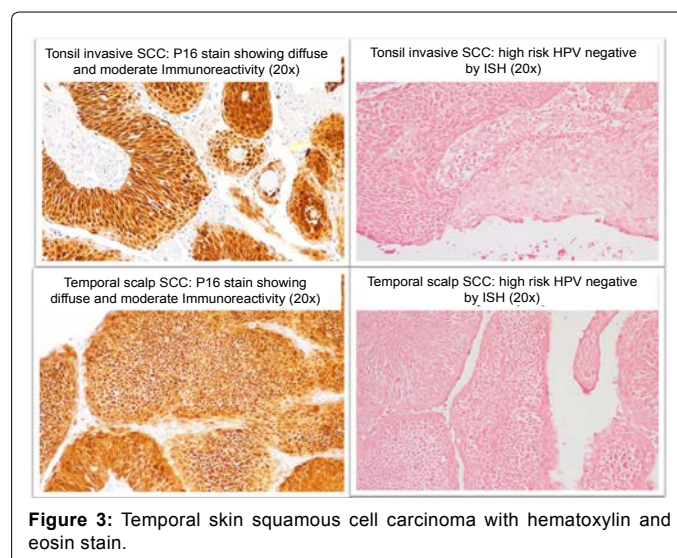 Tonsil invasive SCC: P16 stain showing diffuse
and moderate Immunoreactivity (20x)
Tonsil invasive SCC: high risk HPV negative
by ISH (20x)
Temporal scalp SCC: P16 stain showing
diffuse and moderate Immunoreactivity (20x)
Temporal scalp SCC: high risk HPV negative
by ISH (20x)
Figure 3: Temporal skin squamous cell carcinoma with hematoxylin and
eosin stain.